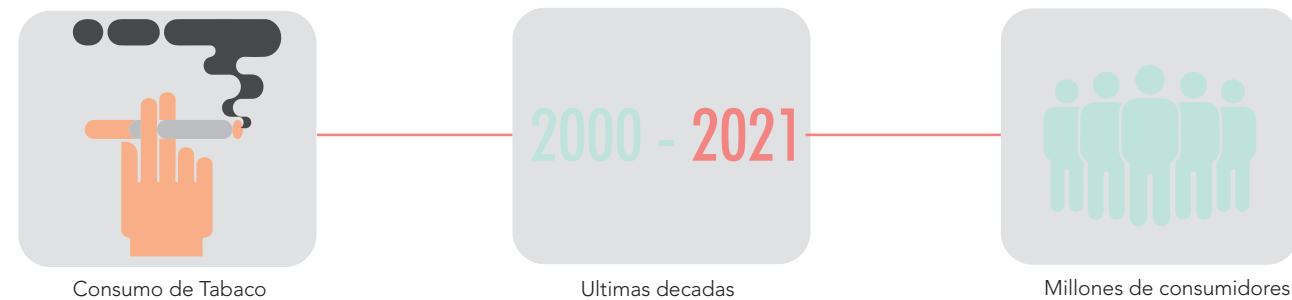 2000 - 2021
Consumo de Tabaco
Ultimas decadas
Millones de consumidores